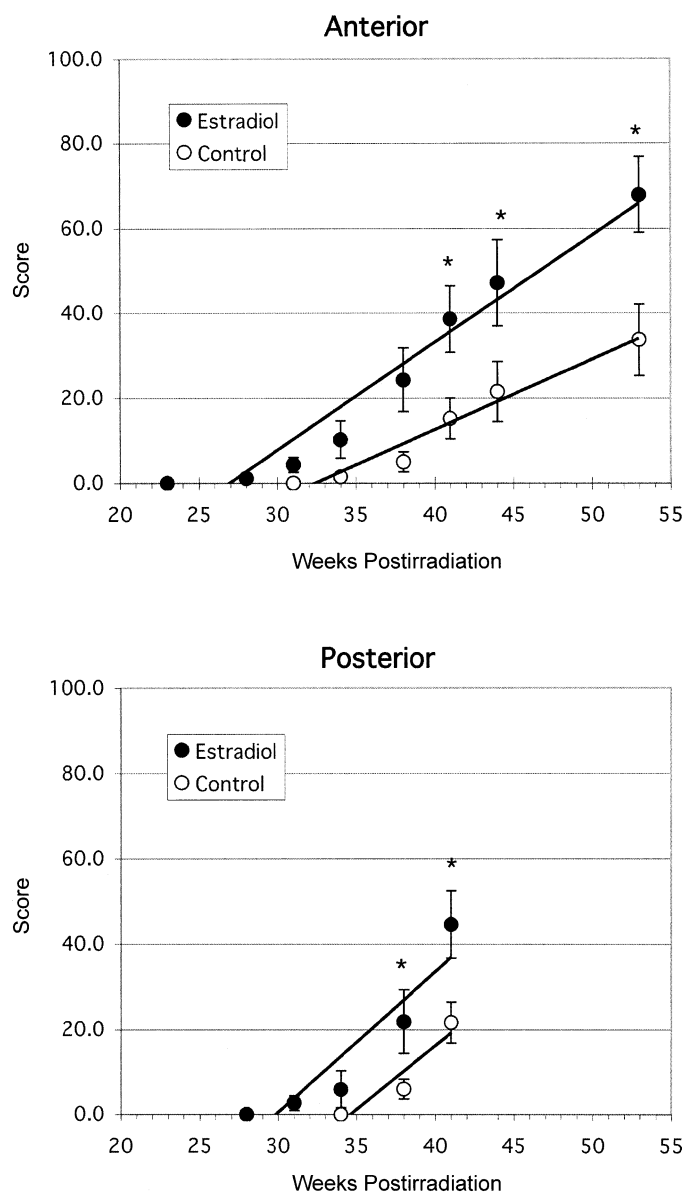 Anterior
100.0
Estradiol
Control
80.0
60.0
40.0
20.0
0.0
*
*
*
Score
20 25 30 35 40 45 50 55
Weeks Postirradiation
Posterior
100.0
Estradiol
Control
80.0
60.0
40.0
20.0
0.0
*
*
Score
20 25 30 35 40 45 50 55
Weeks Postirradiation